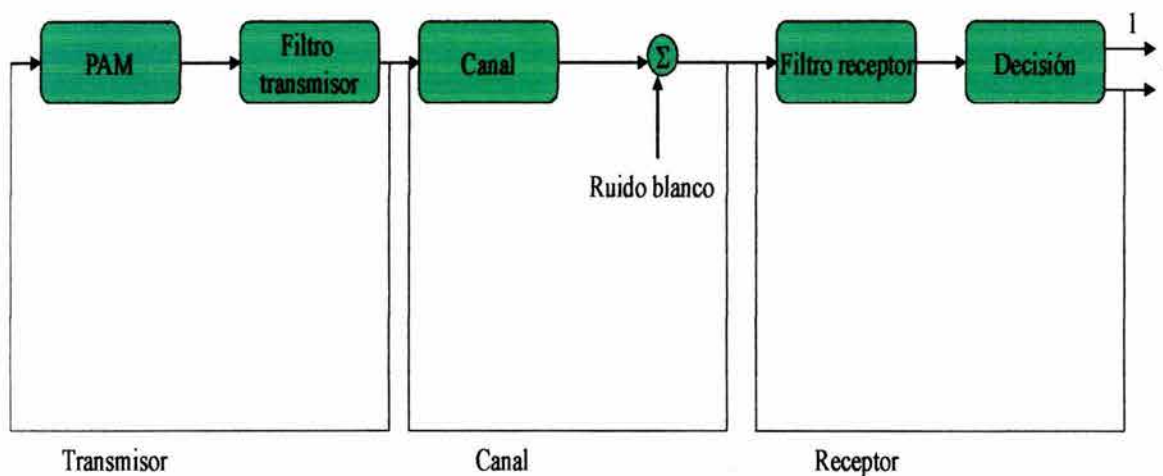 PAM
Filtro
transmisor
Canal
Σ
Ruido blanco
Filtro receptor
Decisión
1
Transmisor
Canal
Receptor